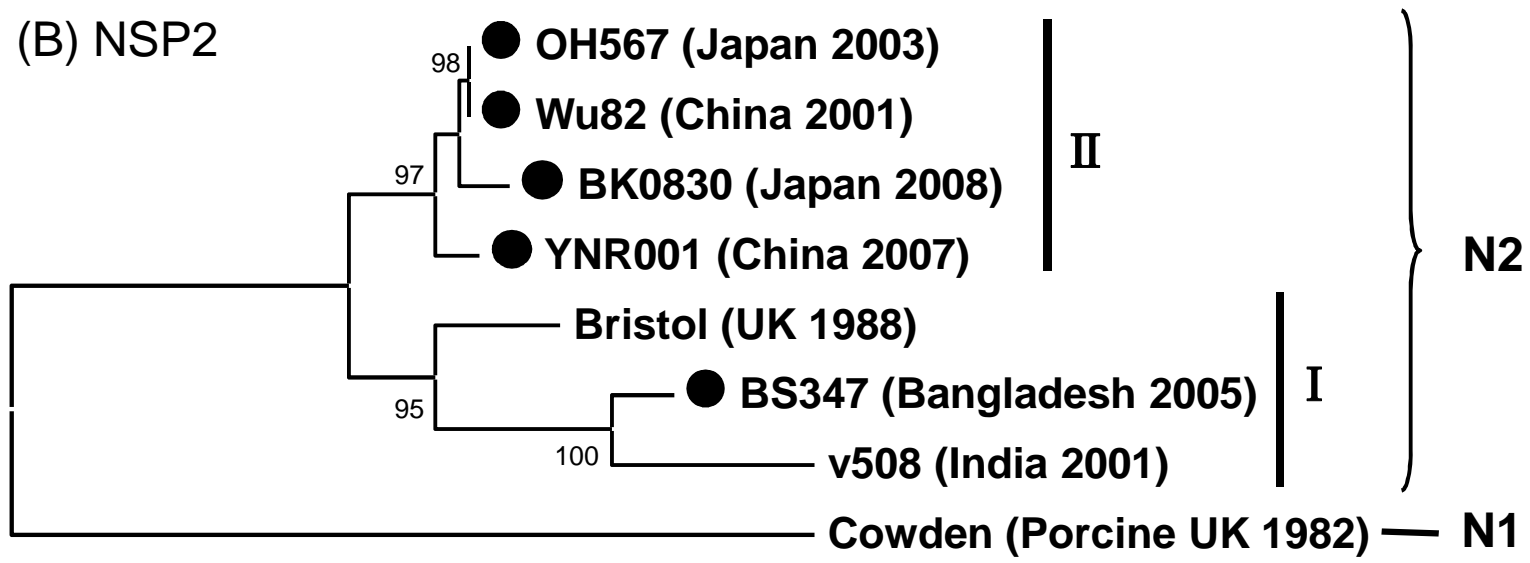 (B) NSP2
98
OH567 (Japan 2003)
Wu82 (China 2001)
II
97
BK0830 (Japan 2008)
YNR001 (China 2007)
N2
Bristol (UK 1988)
BS347 (Bangladesh 2005)
I
95
100
v508 (India 2001)
Cowden (Porcine UK 1982)
N1